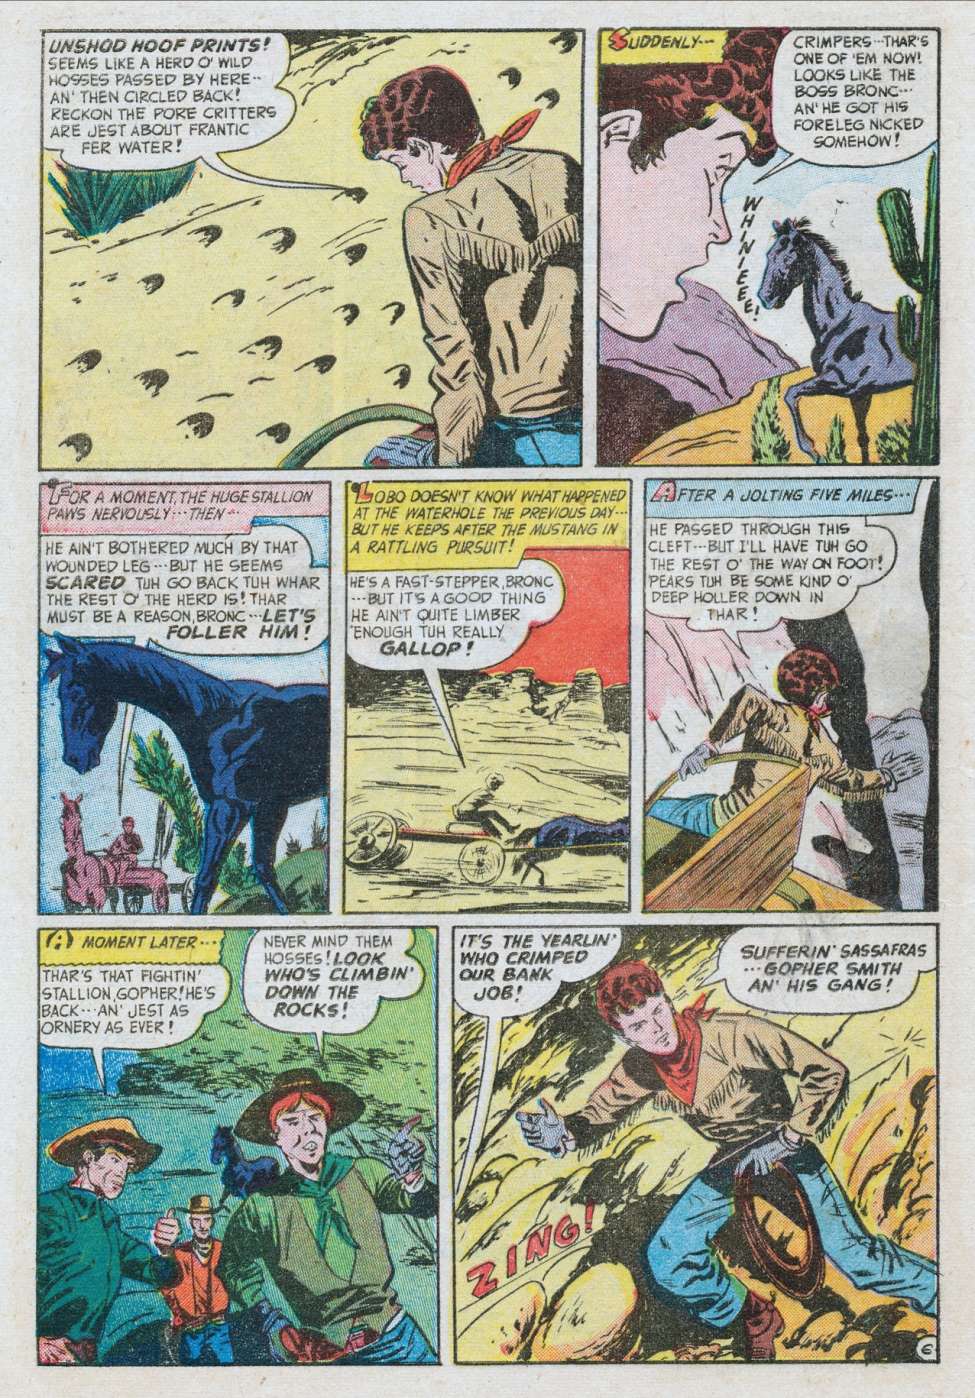 UNSHOD HOOF PRINTS!
SEEMS LIKE A HERD O' WILD
HOSSES PASSED BY HERE--
AN' THEN CIRCLED BACK!
RECKON THE PORE CRITTERS
ARE JEST ABOUT FRANTIC
FER WATER!
SUDDENLY--
CRIMPERS--THAR'S
ONE OF 'EM NOW!
LOOKS LIKE THE
BOSS BRONC---
AN' HE GOT HIS
FORELEG NICKED
SOMEHOW!
WHINIEEE!
FOR A MOMENT, THE HUGE STALLION
PAWS NERVOUSLY---THEN--
HE AIN'T BOTHERED MUCH BY THAT
WOUNDED LEG---BUT HE SEEMS
SCARED TUH GO BACK TUH WHAR
THE REST O' THE HERD IS! THAR
MUST BE A REASON, BRONC---LET'S
FOLLER HIM!
LOBO DOESN'T KNOW WHAT HAPPENED
AT THE WATERHOLE THE PREVIOUS DAY---
BUT HE KEEPS AFTER THE MUSTANG IN
A RATTLING PURSUIT!
HE'S A FAST-STEPPER, BRONC
---BUT IT'S A GOOD THING
HE AIN'T QUITE LIMBER
'ENOUGH TUH REALLY
GALLOP!
AFTER A JOLTING FIVE MILES---
HE PASSED THROUGH THIS
CLEFT---BUT I'LL HAVE TUH GO
THE REST O' THE WAY ON FOOT!
'PEARS TUH BE SOME KIND O'
DEEP HOLLER DOWN IN
THAR!
A MOMENT LATER---
THAR'S THAT FIGHTIN'
STALLION, GOPHER! HE'S
BACK---AN' JEST AS
ORNERY AS EVER!
NEVER MIND THEM
HOSSES! LOOK
WHO'S CLIMBIN'
DOWN THE
ROCKS!
IT'S THE YEARLIN'
WHO CRIMPED
OUR BANK
JOB!
SUFFERIN' SASSAFRAS
---GOPHER SMITH
AN' HIS GANG!
ZING!
6